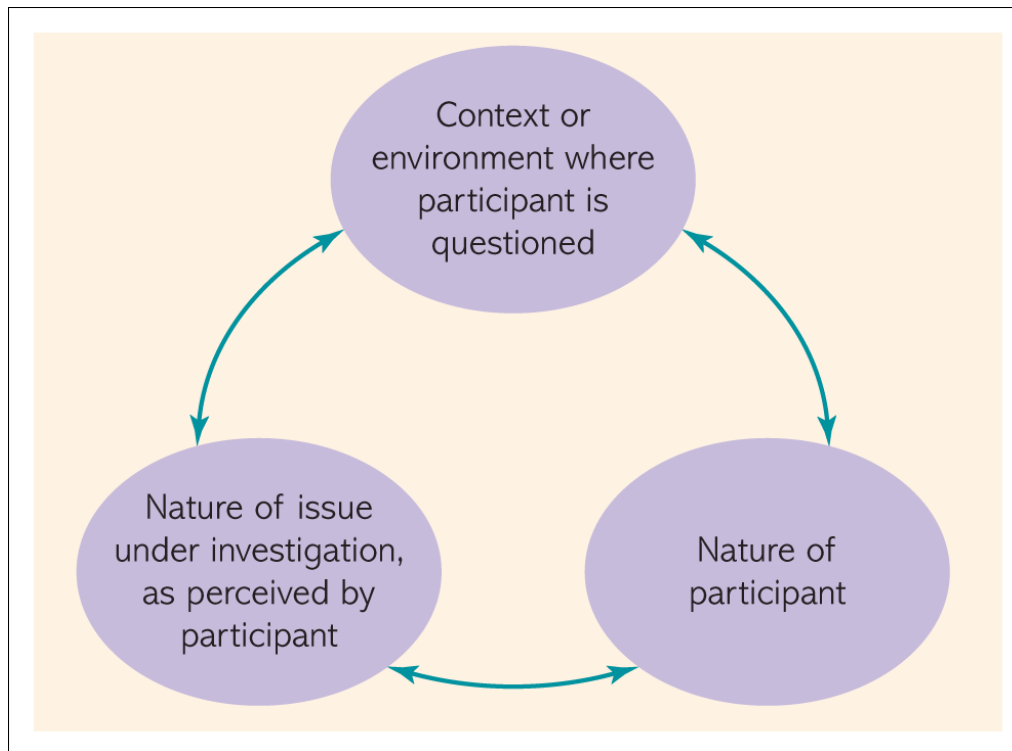 Context or
environment where
participant is
questioned
Nature of issue
under investigation,
as perceived by
participant
Nature of
participant